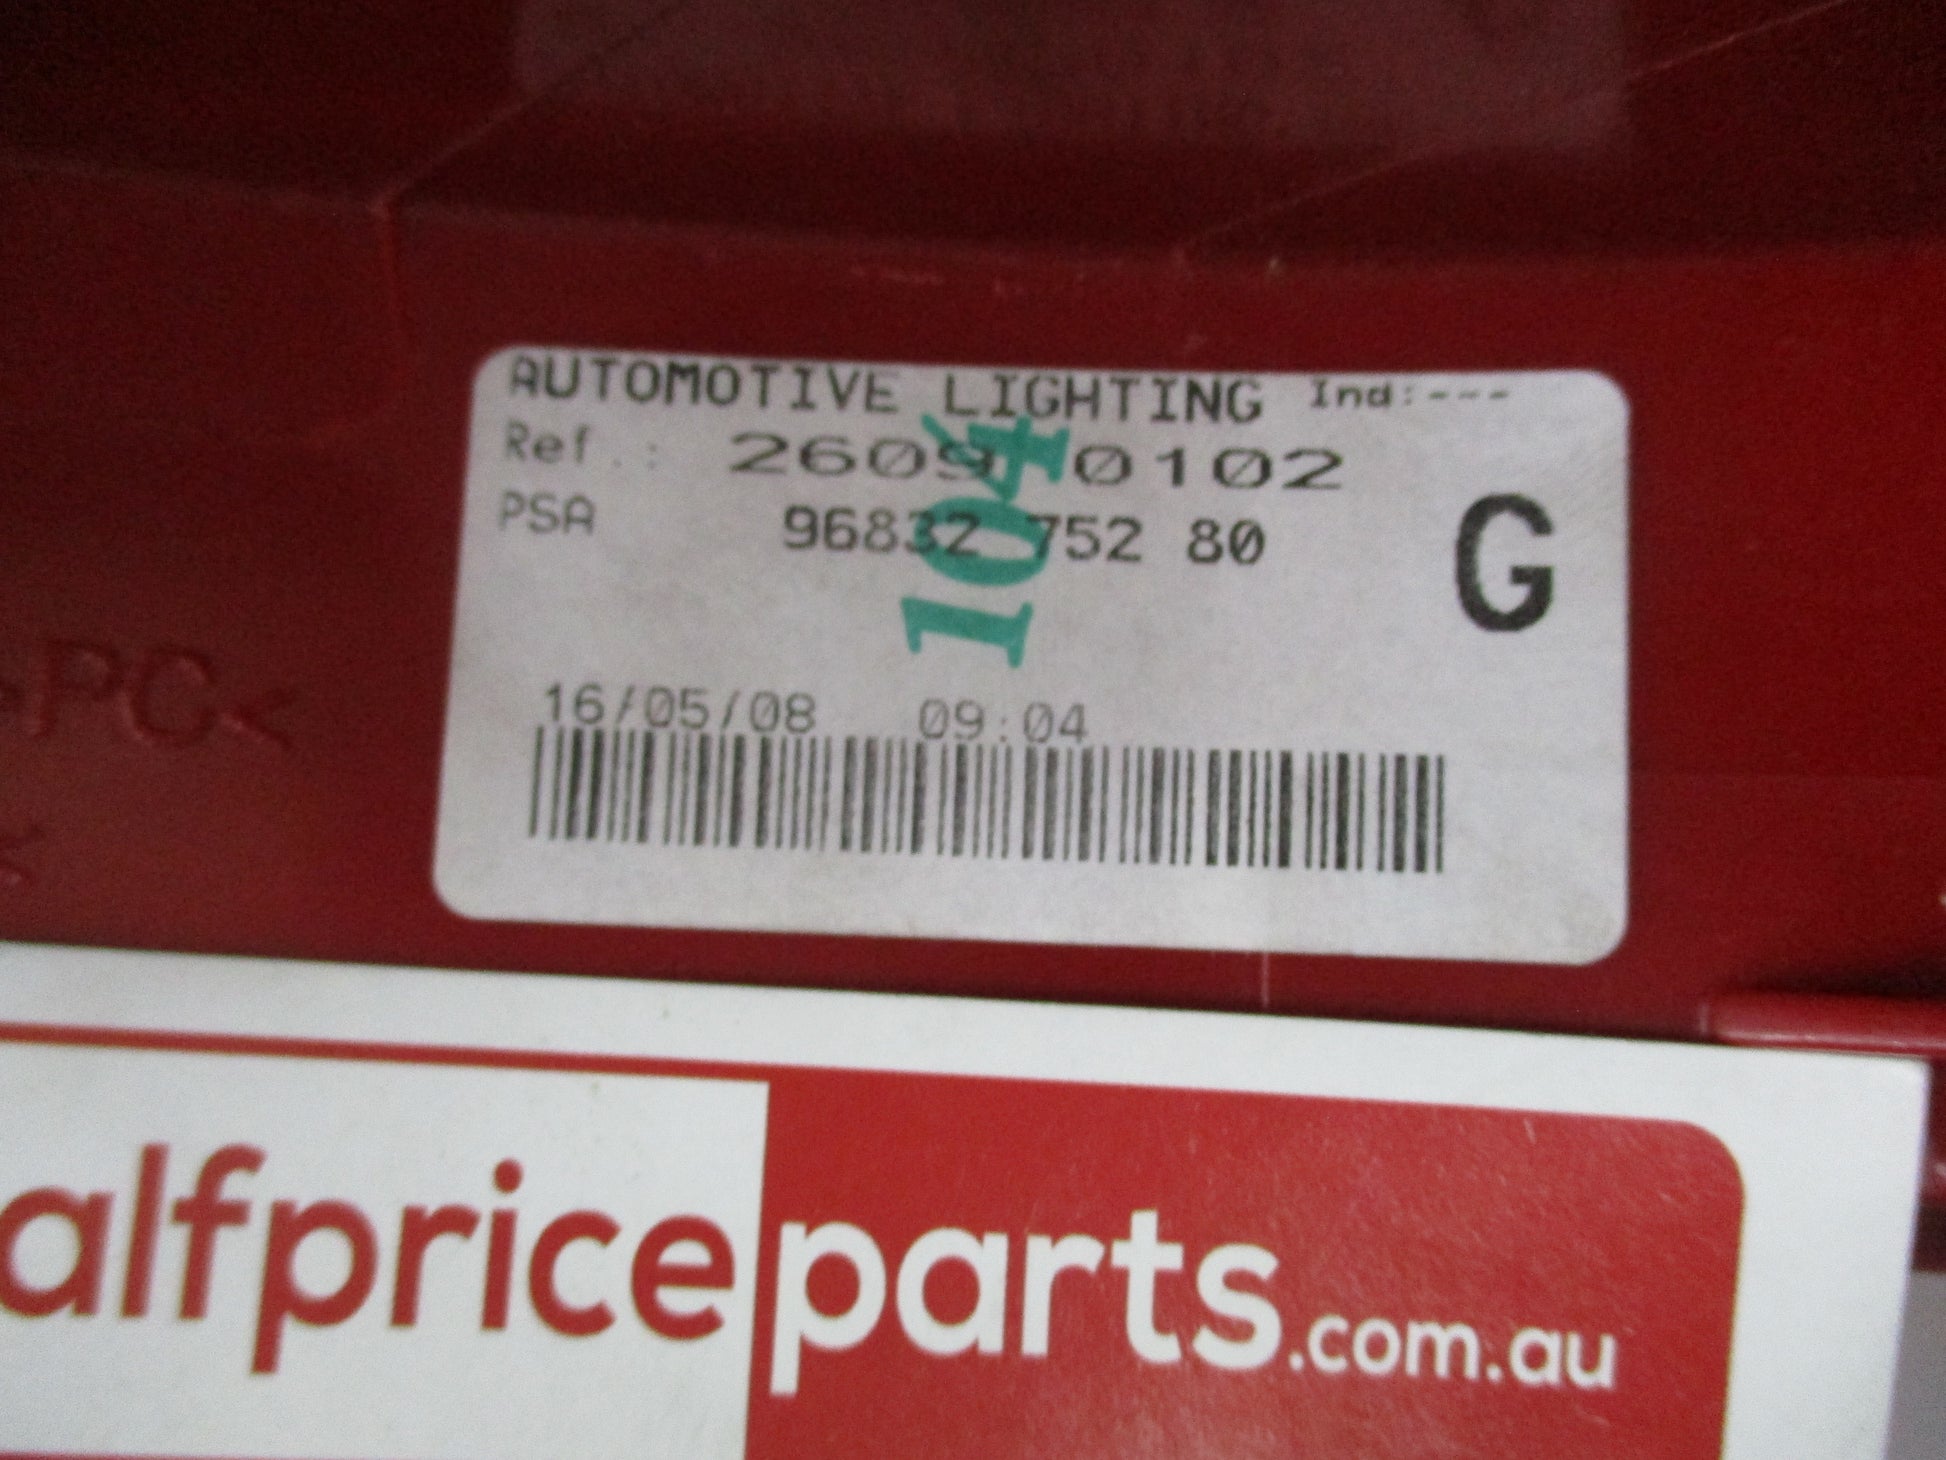 AUTOMOTIVE LIGHTING Ind:---
Ref.: 2609 0102
PSA 96832 752 80
G
104
16/05/08 09:04
>PC<
alfpriceparts.com.au